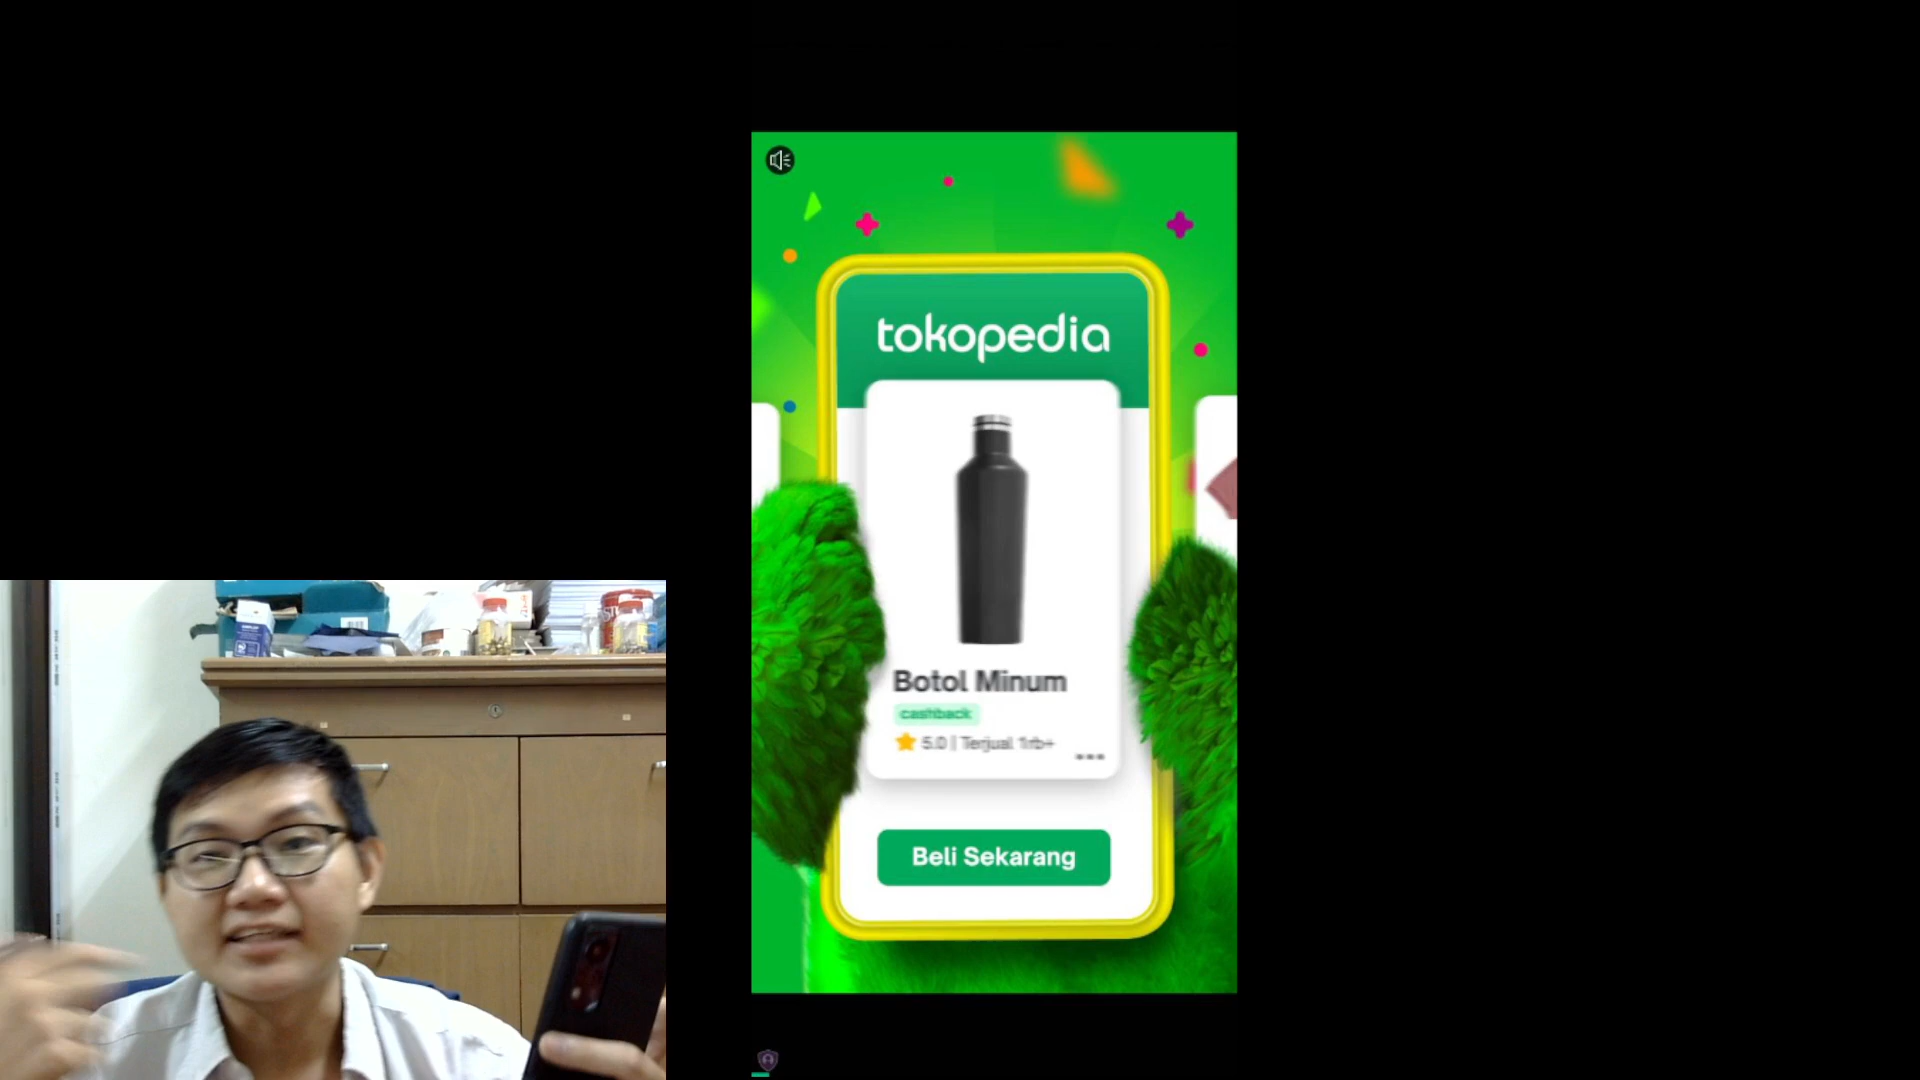 tokopedia
Botol Minum
cashback
5.0 | Terjual 1rb+
Beli Sekarang